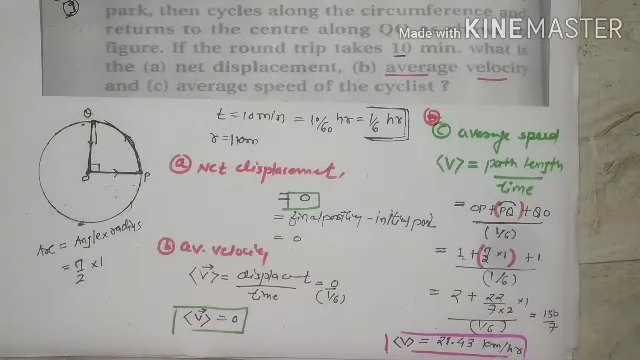 park, then cycles along the circumference and
Made with KINEMASTER
returns to the centre along QO
figure. If the round trip takes 10 min. what is
the (a) net displacement, (b) average velocity
and (c) average speed of the cyclist ?
t = 10 min = 10/60 hr = 1/6 hr
r = 1 km
Q
O
P
Arc = Angle x radius
= π/2 x 1
ⓐ Net displacement,
= 0
= final position - initial posi
= 0
ⓑ av. velocity
<V> = displacent/time = 0/(1/6)
<V> = 0
ⓒ average speed
<V> = path length/time
= OP + (PQ) + QO/(1/6)
= 1 + (π/2 x 1) + 1/(1/6)
= 2 + 22/7x2 x 1/(1/6) = 150/7
<V> = 21.43 km/hr